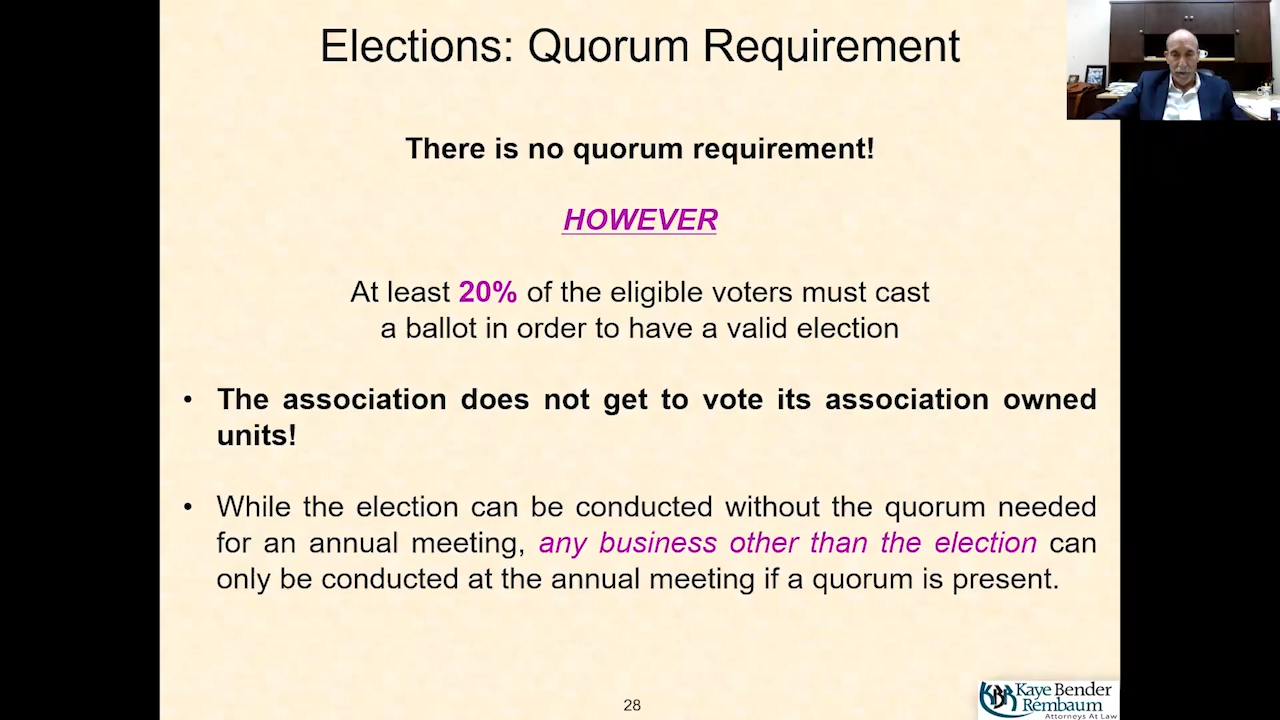 Elections: Quorum Requirement
There is no quorum requirement!
HOWEVER
At least 20% of the eligible voters must cast
a ballot in order to have a valid election
• The association does not get to vote its association owned
units!
• While the election can be conducted without the quorum needed
for an annual meeting, any business other than the election can
only be conducted at the annual meeting if a quorum is present.
28
KBR Kaye Bender
Rembaum
Attorneys At Law